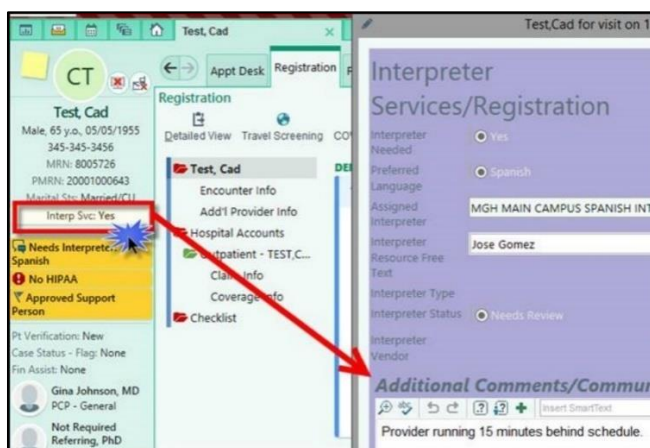 Test, Cad
CT
Test, Cad
Male, 65 y.o., 05/05/1955
345-345-3456
MRN: 8005726
PMRN: 20001000643
Marital Sts: Married/CU
Interp Svc: Yes
Needs Interpreter
Spanish
No HIPAA
Approved Support
Person
Pt Verification: New
Case Status - Flag: None
Fin Assist: None
Gina Johnson, MD
PCP - General
Not Required
Referring, PhD
Appt Desk
Registration
Registration
Detailed View
Travel Screening
Test, Cad
Encounter Info
Add'l Provider Info
Hospital Accounts
Outpatient - TEST,C...
Coverage Info
Checklist
Test,Cad for visit on 1
Interpreter
Services/Registration
Interpreter
Needed
Yes
Preferred
Language
Spanish
Assigned
Interpreter
MGH MAIN CAMPUS SPANISH INT
Interpreter
Resource Free
Text
Jose Gomez
Interpreter Type
Interpreter Status
Needs Review
Interpreter
Vendor
Additional Comments/Commun
Insert SmartText
Provider running 15 minutes behind schedule.